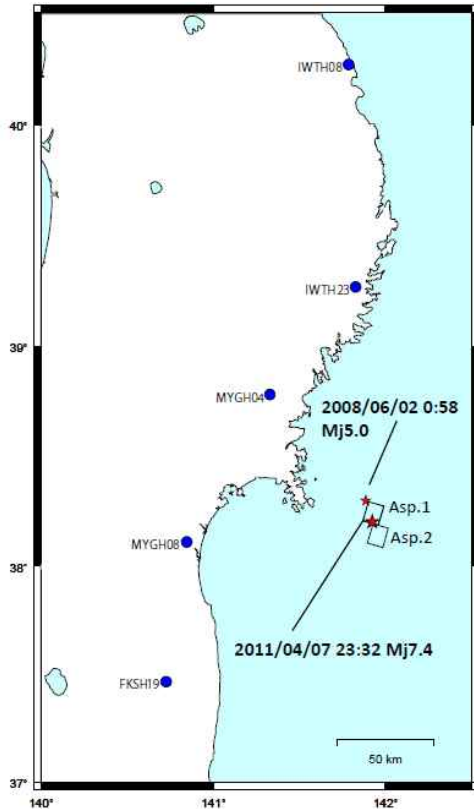 IWTH08
40°
IWTH23
39°
MYGH04
2008/06/02 0:58
Mj5.0
Asp.1
Asp.2
MYGH08
38°
2011/04/07 23:32 Mj7.4
FKSH19
50 km
37°
140°
141°
142°